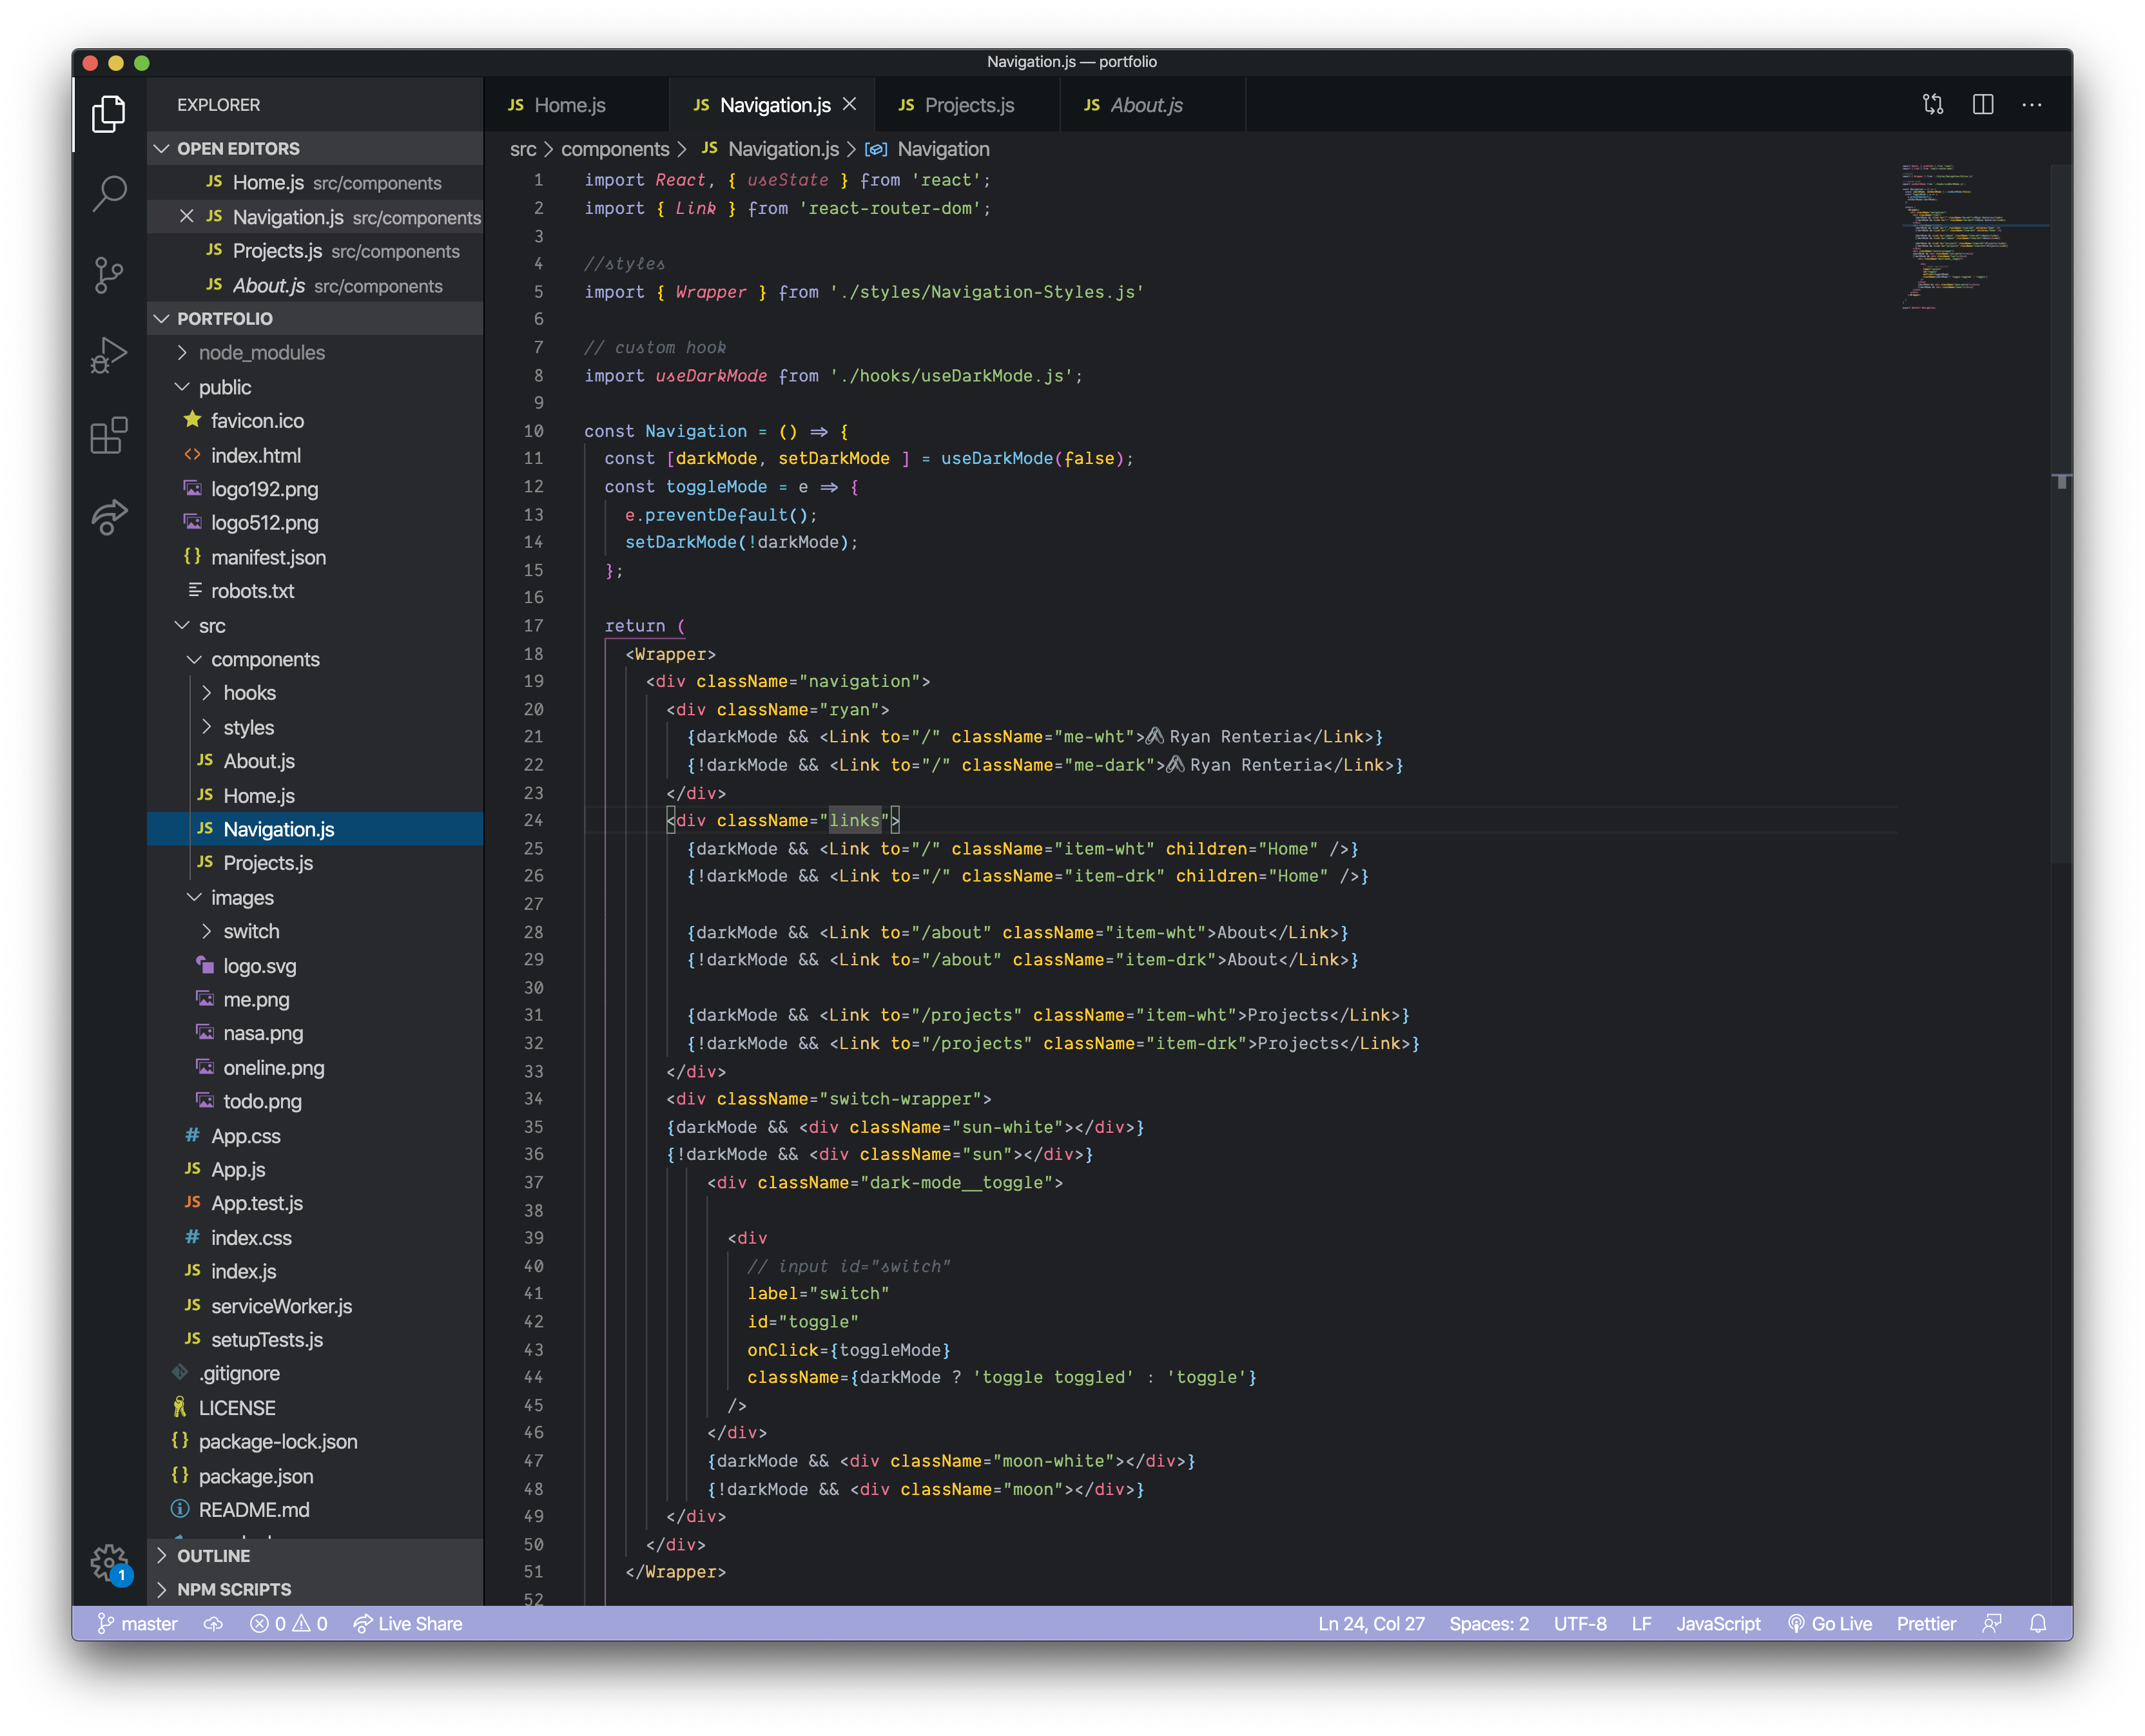 Navigation.js — portfolio
EXPLORER
OPEN EDITORS
JS Home.js src/components
JS Navigation.js src/components
JS Projects.js src/components
JS About.js src/components
PORTFOLIO
node_modules
public
favicon.ico
<> index.html
logo192.png
logo512.png
{} manifest.json
robots.txt
src
components
hooks
styles
JS About.js
JS Home.js
JS Navigation.js
JS Projects.js
images
switch
logo.svg
me.png
nasa.png
oneline.png
todo.png
# App.css
JS App.js
JS App.test.js
# index.css
JS index.js
JS serviceWorker.js
JS setupTests.js
.gitignore
LICENSE
{} package-lock.json
{} package.json
README.md
OUTLINE
NPM SCRIPTS
1
JS Home.js
JS Navigation.js
JS Projects.js
JS About.js
src > components > JS Navigation.js > Navigation
1 import React, { useState } from 'react';
2 import { Link } from 'react-router-dom';
3
4 //styles
5 import { Wrapper } from './styles/Navigation-Styles.js'
6
7 // custom hook
8 import useDarkMode from './hooks/useDarkMode.js';
9
10 const Navigation = () => {
11 const [darkMode, setDarkMode ] = useDarkMode(false);
12 const toggleMode = e => {
13 e.preventDefault();
14 setDarkMode(!darkMode);
15 };
16
17 return (
18 <Wrapper>
19 <div className="navigation">
20 <div className="ryan">
21 {darkMode && <Link to="/" className="me-wht">🖇 Ryan Renteria</Link>}
22 {!darkMode && <Link to="/" className="me-dark">🖇 Ryan Renteria</Link>}
23 </div>
24 <div className="links">
25 {darkMode && <Link to="/" className="item-wht" children="Home" />}
26 {!darkMode && <Link to="/" className="item-drk" children="Home" />}
27
28 {darkMode && <Link to="/about" className="item-wht">About</Link>}
29 {!darkMode && <Link to="/about" className="item-drk">About</Link>}
30
31 {darkMode && <Link to="/projects" className="item-wht">Projects</Link>}
32 {!darkMode && <Link to="/projects" className="item-drk">Projects</Link>}
33 </div>
34 <div className="switch-wrapper">
35 {darkMode && <div className="sun-white"></div>}
36 {!darkMode && <div className="sun"></div>}
37 <div className="dark-mode__toggle">
38
39 <div
40 // input id="switch"
41 label="switch"
42 id="toggle"
43 onClick={toggleMode}
44 className={darkMode ? 'toggle toggled' : 'toggle'}
45 />
46 </div>
47 {darkMode && <div className="moon-white"></div>}
48 {!darkMode && <div className="moon"></div>}
49 </div>
50 </div>
51 </Wrapper>
52
master 0 0 Live Share Ln 24, Col 27 Spaces: 2 UTF-8 LF JavaScript Go Live Prettier